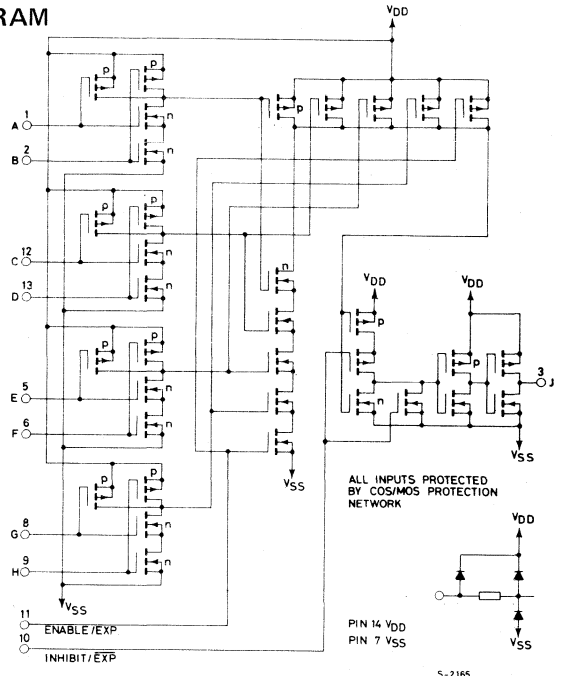 RAM
VDD
p
p
1
A
n
2
B
n
p
p
p
12
C
n
13
D
n
n
VDD
VDD
p
p
p
p
3
J
5
E
n
n
6
F
n
VSS
VSS
p
p
ALL INPUTS PROTECTED
BY COS/MOS PROTECTION
NETWORK
8
G
n
9
H
n
VDD
VSS
11
ENABLE/EXP
10
INHIBIT/E̅X̅P̅
PIN 14 VDD
PIN 7 VSS
VSS
S-2165